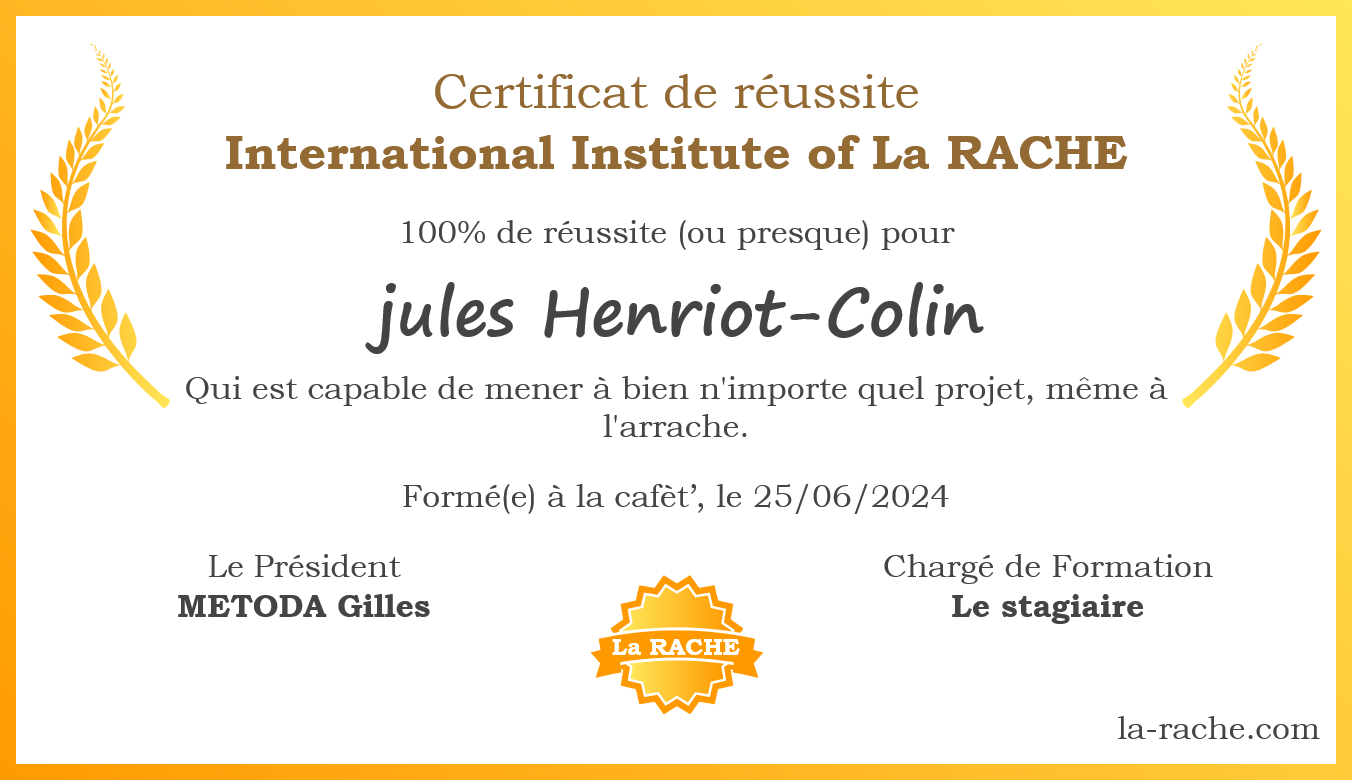 Certificat de réussite
International Institute of La RACHE
100% de réussite (ou presque) pour
jules Henriot-Colin
Qui est capable de mener à bien n'importe quel projet, même à
l'arrache.
Formé(e) à la cafèt’, le 25/06/2024
Le Président
METODA Gilles
Chargé de Formation
Le stagiaire
La RACHE
la-rache.com